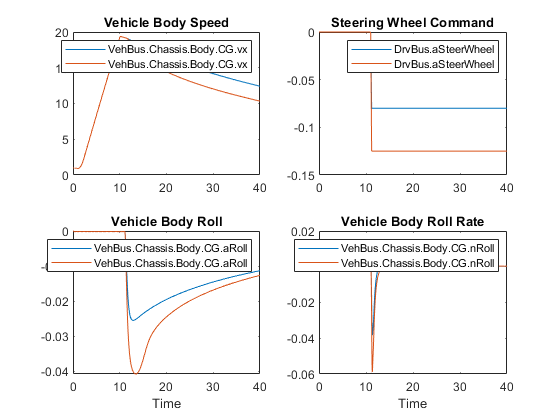 Vehicle Body Speed
20
15
10
5
0
0
10
20
30
40
VehBus.Chassis.Body.CG.vx
VehBus.Chassis.Body.CG.vx
Steering Wheel Command
0
-0.05
-0.1
-0.15
0
10
20
30
40
DrvBus.aSteerWheel
DrvBus.aSteerWheel
Vehicle Body Roll
0
-0.02
-0.03
-0.04
0
10
20
30
40
Time
VehBus.Chassis.Body.CG.aRoll
VehBus.Chassis.Body.CG.aRoll
Vehicle Body Roll Rate
0.02
-0.02
-0.04
-0.06
0
10
20
30
40
Time
VehBus.Chassis.Body.CG.nRoll
VehBus.Chassis.Body.CG.nRoll